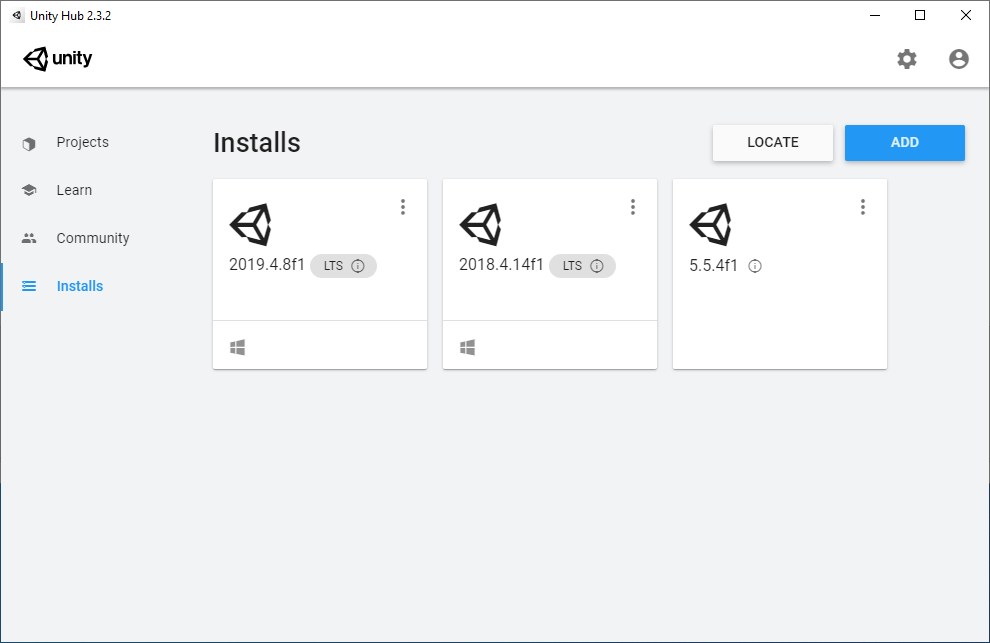 Unity Hub 2.3.2
unity
Projects
Learn
Community
Installs
Installs
LOCATE
ADD
2019.4.8f1 LTS
2018.4.14f1 LTS
5.5.4f1